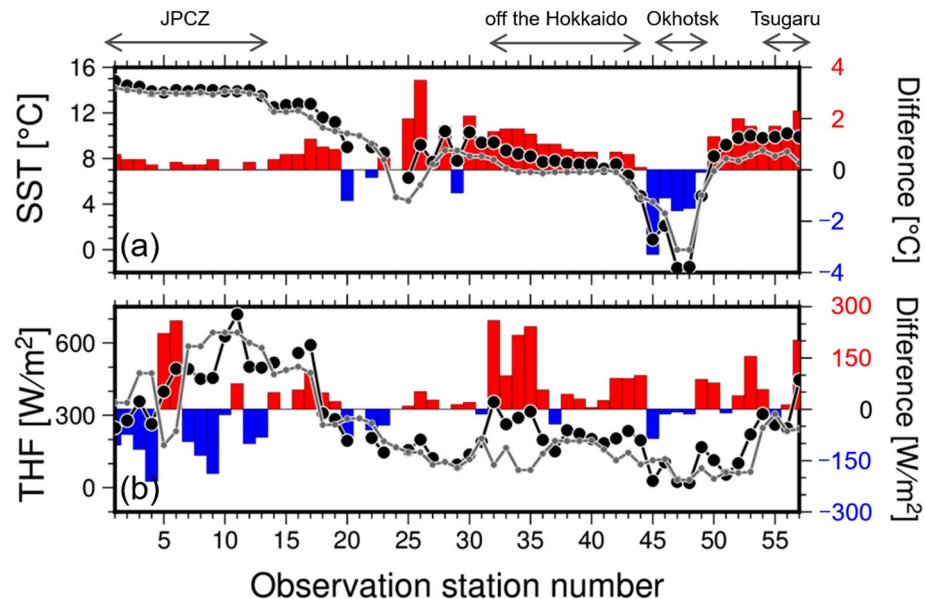 JPCZ off the Hokkaido Okhotsk Tsugaru
16 4
12 2
8 0
4 −2
0 −4
SST [°C]
Difference [°C]
(a)
600 300
300 150
0 0
−150
−300
THF [W/m²]
Difference [W/m²]
(b)
5 10 15 20 25 30 35 40 45 50 55
Observation station number